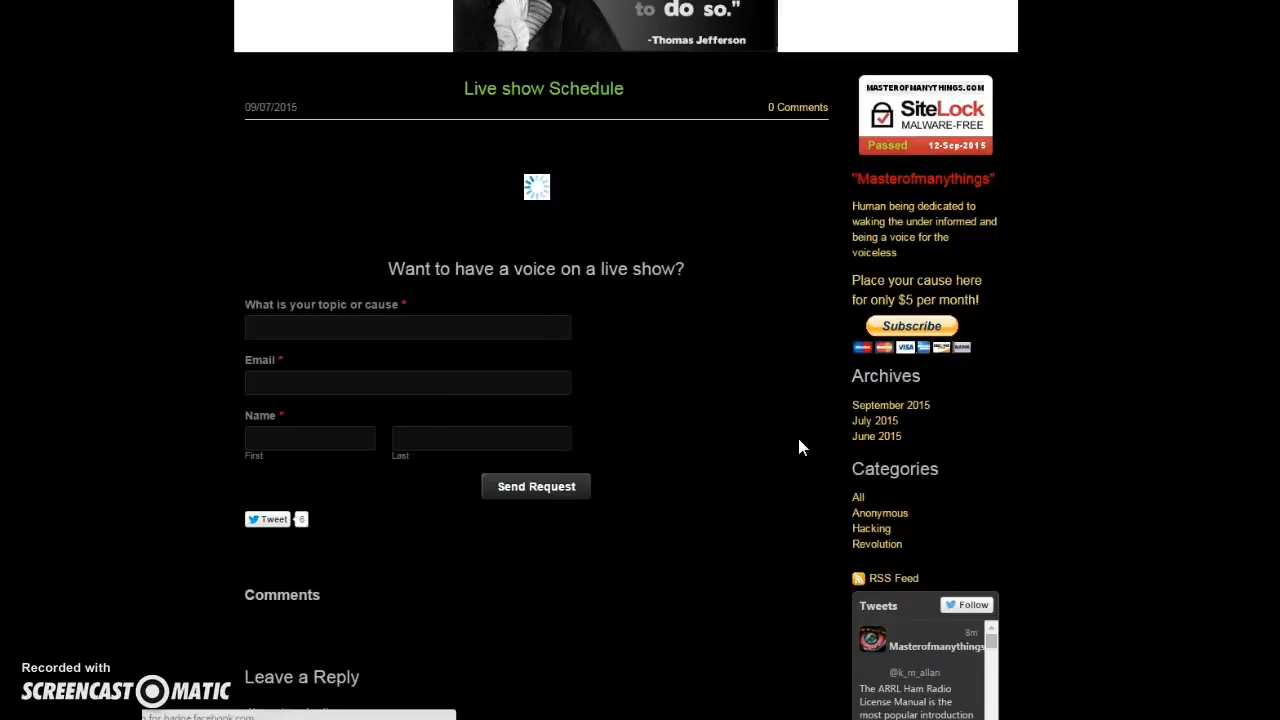 to do so."
-Thomas Jefferson
Live show Schedule
09/07/2015
0 Comments
Want to have a voice on a live show?
What is your topic or cause *
Email *
Name *
First
Last
Send Request
Tweet
6
Comments
Leave a Reply
MASTEROFMANYTHINGS.COM
SiteLock
MALWARE-FREE
Passed
12-Sep-2015
"Masterofmanythings"
Human being dedicated to
waking the under informed and
being a voice for the
voiceless
Place your cause here
for only $5 per month!
Subscribe
VISA
Archives
September 2015
July 2015
June 2015
Categories
All
Anonymous
Hacking
Revolution
RSS Feed
Tweets
Follow
8m
Masterofmanythings
@k_m_allan
The ARRL Ham Radio
License Manual is the
most popular introduction
Recorded with
SCREENCAST-O-MATIC